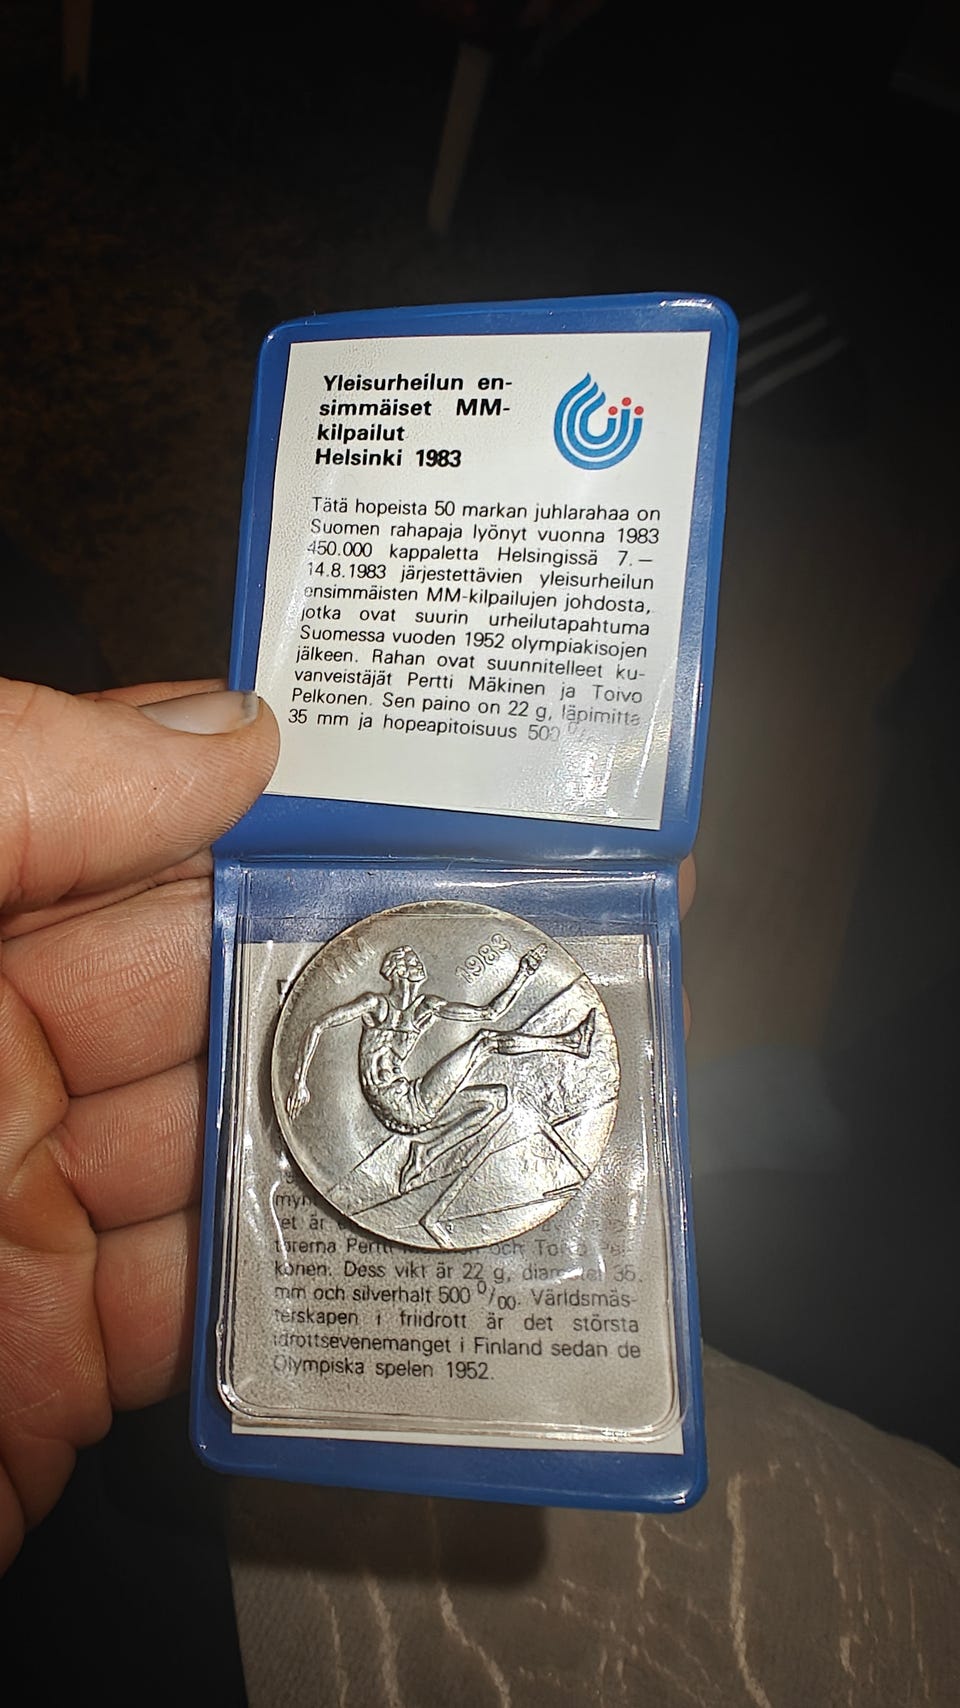 Yleisurheilun en-
simmäiset MM-
kilpailut
Helsinki 1983
Tätä hopeista 50 markan juhlarahaa on
Suomen rahapaja lyönyt vuonna 1983
450.000 kappaletta Helsingissä 7.—
14.8.1983 järjestettävien yleisurheilun
ensimmäisten MM-kilpailujen johdosta,
jotka ovat suurin urheilutapahtuma
Suomessa vuoden 1952 olympiakisojen
jälkeen. Rahan ovat suunnitelleet ku-
vanveistäjät Pertti Mäkinen ja Toivo
Pelkonen. Sen paino on 22 g, läpimitta
35 mm ja hopeapitoisuus 500
MM 1983
et är
Pertti och
konen. Dess vikt är 22 g, diameter 35
mm och silverhalt 500 0/00. Världsmäs-
terskapen i friidrott är det största
idrottsevenemanget i Finland sedan de
Olympiska spelen 1952.